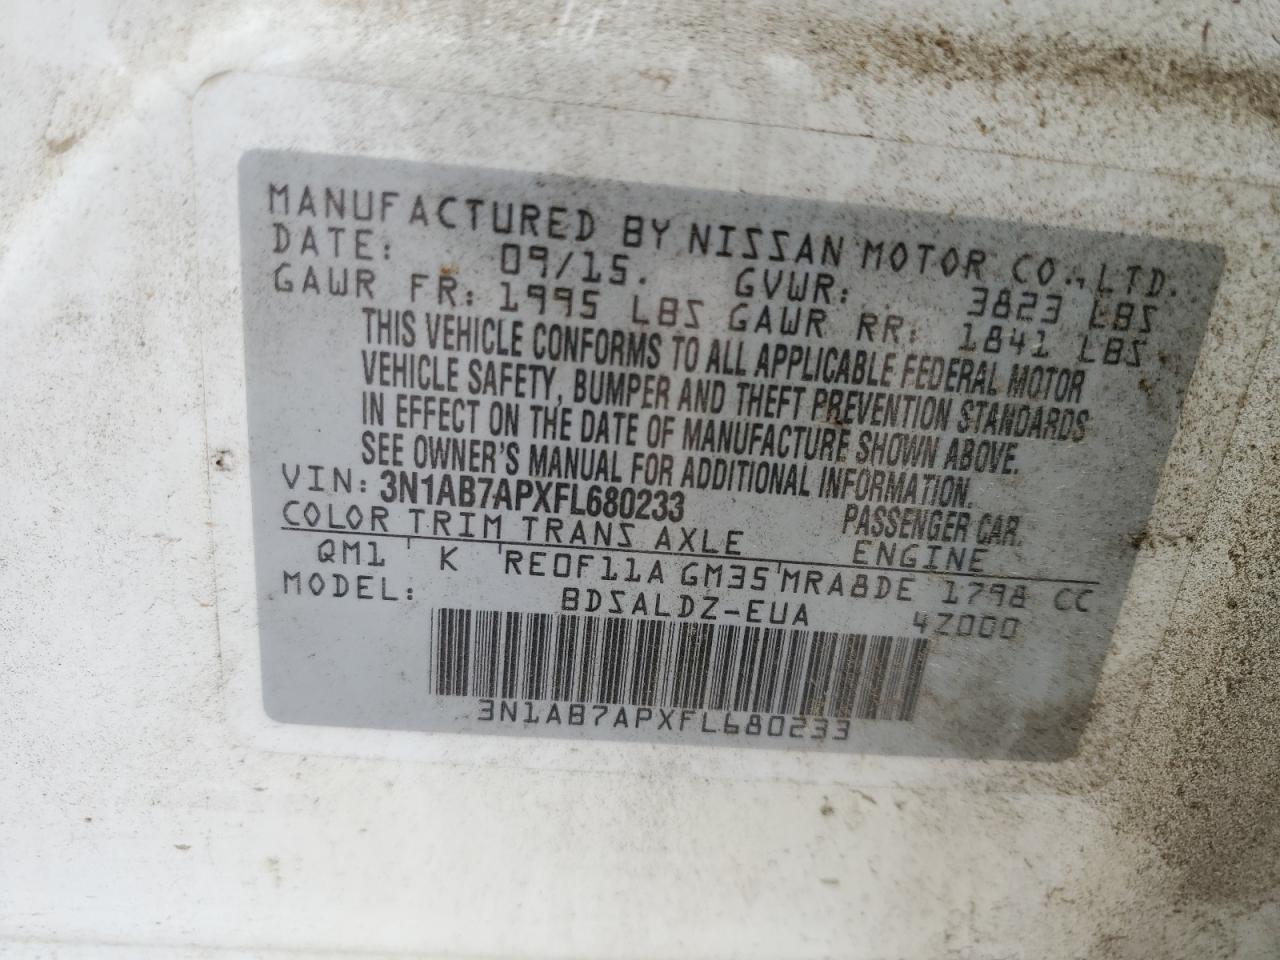 MANUFACTURED BY NISSAN MOTOR CO., LTD.
DATE: 09/15. GVWR: 3823 LBS
GAWR FR: 1995 LBS GAWR RR: 1841 LBS
THIS VEHICLE CONFORMS TO ALL APPLICABLE FEDERAL MOTOR
VEHICLE SAFETY, BUMPER AND THEFT PREVENTION STANDARDS
IN EFFECT ON THE DATE OF MANUFACTURE SHOWN ABOVE.
SEE OWNER'S MANUAL FOR ADDITIONAL INFORMATION.
VIN: 3N1AB7APXFL680233 PASSENGER CAR.
COLOR TRIM TRANS AXLE ENGINE
QM1 K RE0F11A GM35 MRA8DE 1798 CC
MODEL: BDSALDZ-EUA 4Z000
3N1AB7APXFL680233